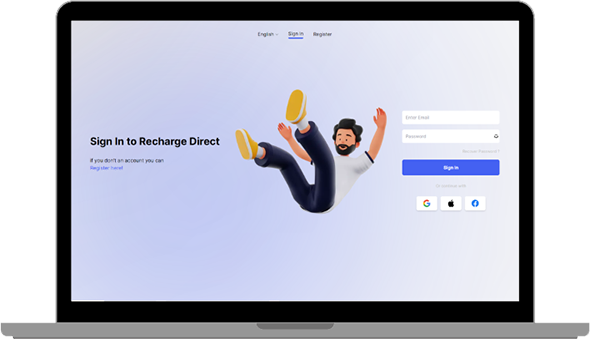 English
Sign In
Register
Sign In to Recharge Direct
If you don't an account you can
Register here!
Enter Email
Password
Recover Password?
Sign In
Or continue with